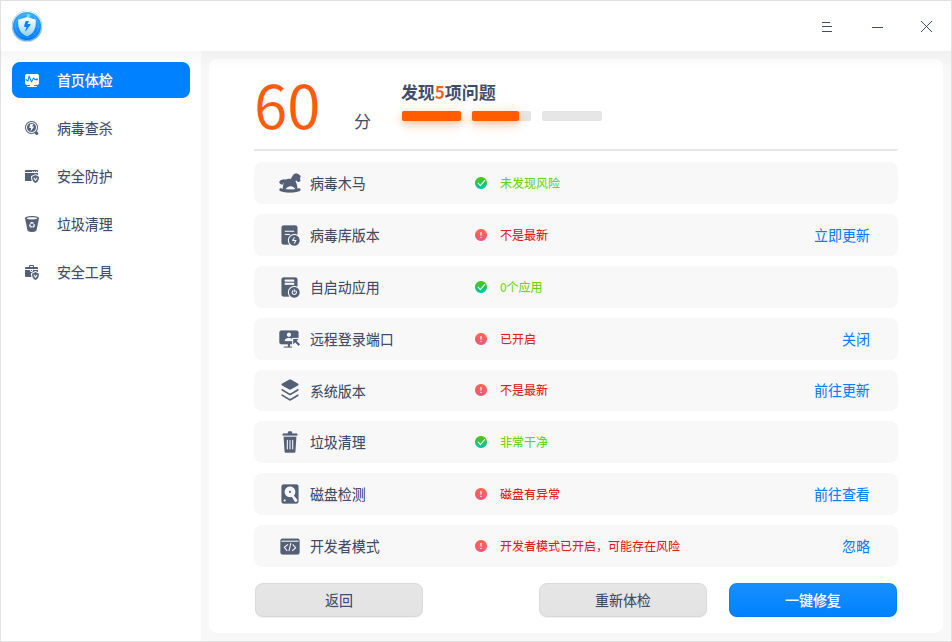 首页体检
病毒查杀
安全防护
垃圾清理
安全工具
60 分
发现5项问题
病毒木马 未发现风险
病毒库版本 不是最新 立即更新
自启动应用 0个应用
远程登录端口 已开启 关闭
系统版本 不是最新 前往更新
垃圾清理 非常干净
磁盘检测 磁盘有异常 前往查看
开发者模式 开发者模式已开启，可能存在风险 忽略
返回 重新体检 一键修复